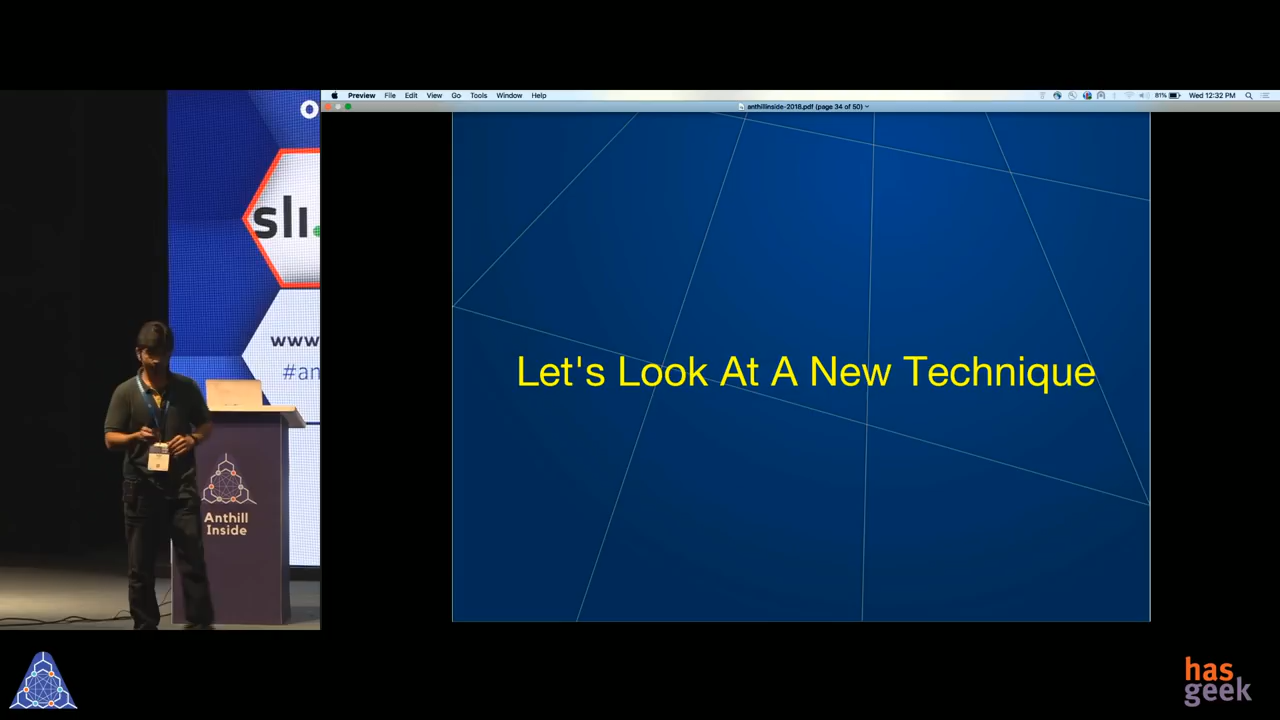 Preview File Edit View Go Tools Window Help
81% Wed 12:32 PM
anthillinside-2018.pdf (page 34 of 50)
sli.
www
#an
Let's Look At A New Technique
Anthill
Inside
has
geek